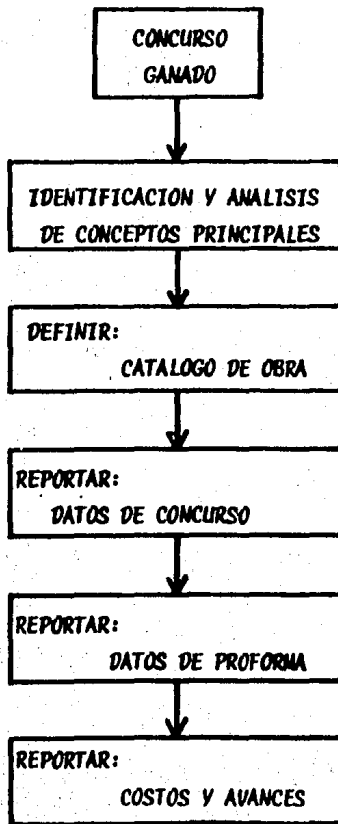 CONCURSO
GANADO
IDENTIFICACION Y ANALISIS
DE CONCEPTOS PRINCIPALES
DEFINIR:
CATALOGO DE OBRA
REPORTAR:
DATOS DE CONCURSO
REPORTAR:
DATOS DE PROFORMA
REPORTAR:
COSTOS Y AVANCES